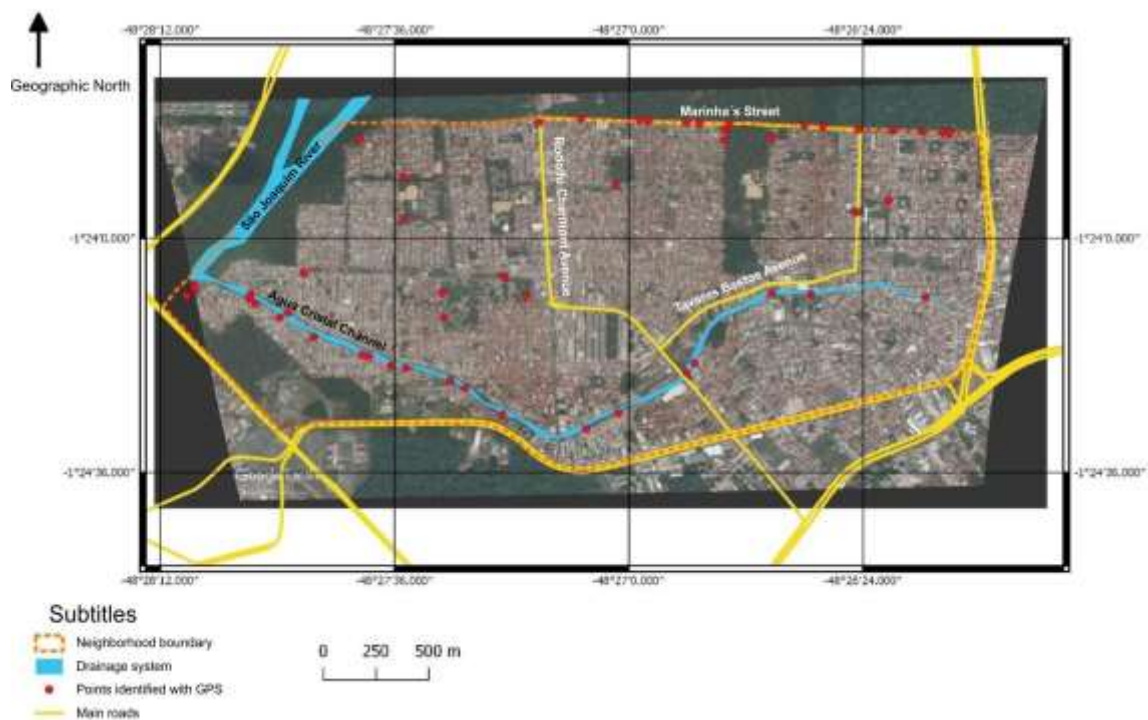 -48°28'12.000" -48°27'36.000" -48°27'0.000" -48°26'24.000"
Geographic North
Marinha´s Street
São Joaquim River
Rodolfo Chermont Avenue
-1°24'0.000" -1°24'0.000"
Tavares Bastos Avenue
Água Cristal Channel
-1°24'36.000" -1°24'36.000"
-48°28'12.000" -48°27'36.000" -48°27'0.000" -48°26'24.000"
Subtitles
Neighborhood boundary
Drainage system
Points identified with GPS
Main roads
0 250 500 m